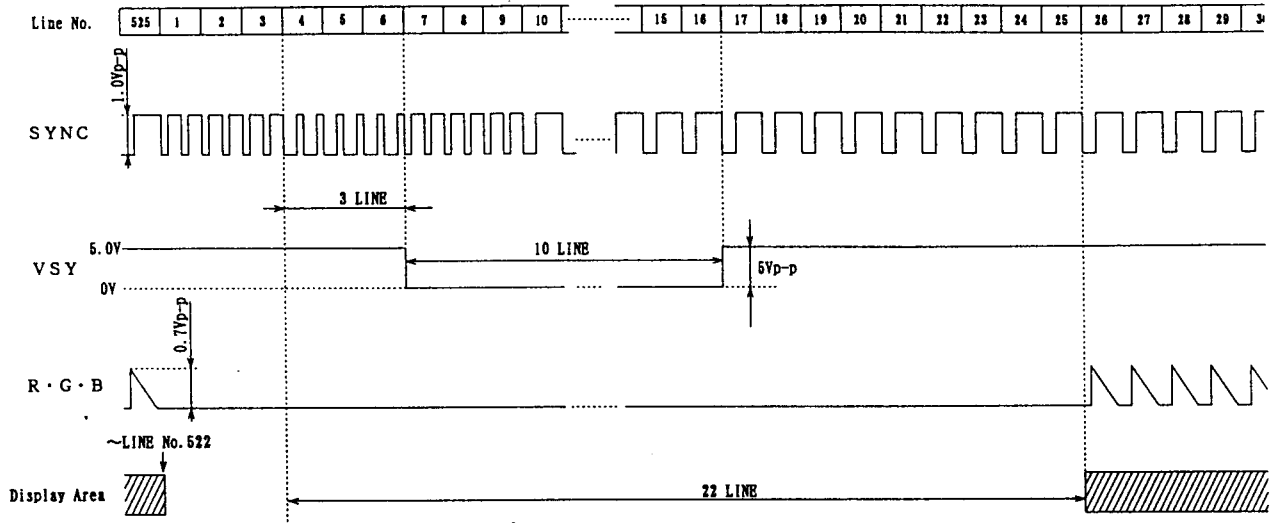 Line No. 525 1 2 3 4 5 6 7 8 9 10 15 16 17 18 19 20 21 22 23 24 25 26 27 28 29
1.0Vp-p
SYNC
3 LINE
5.0V
VSY
10 LINE
5Vp-p
0V
0.7Vp-p
R・G・B
～LINE No.522
Display Area
22 LINE